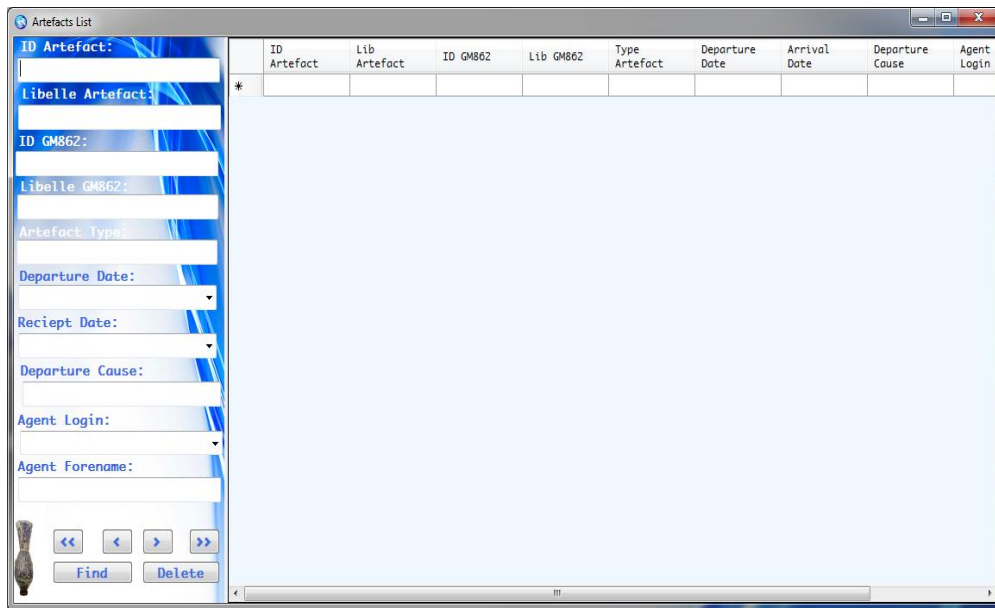 Artefacts List
ID Artefact:
Libelle Artefact:
ID GM862:
Libelle GM862:
Artefact Type:
Departure Date:
Reciept Date:
Departure Cause:
Agent Login:
Agent Forename:
<< < > >>
Find Delete
ID Artefact
Lib Artefact
ID GM862
Lib GM862
Type Artefact
Departure Date
Arrival Date
Departure Cause
Agent Login
*